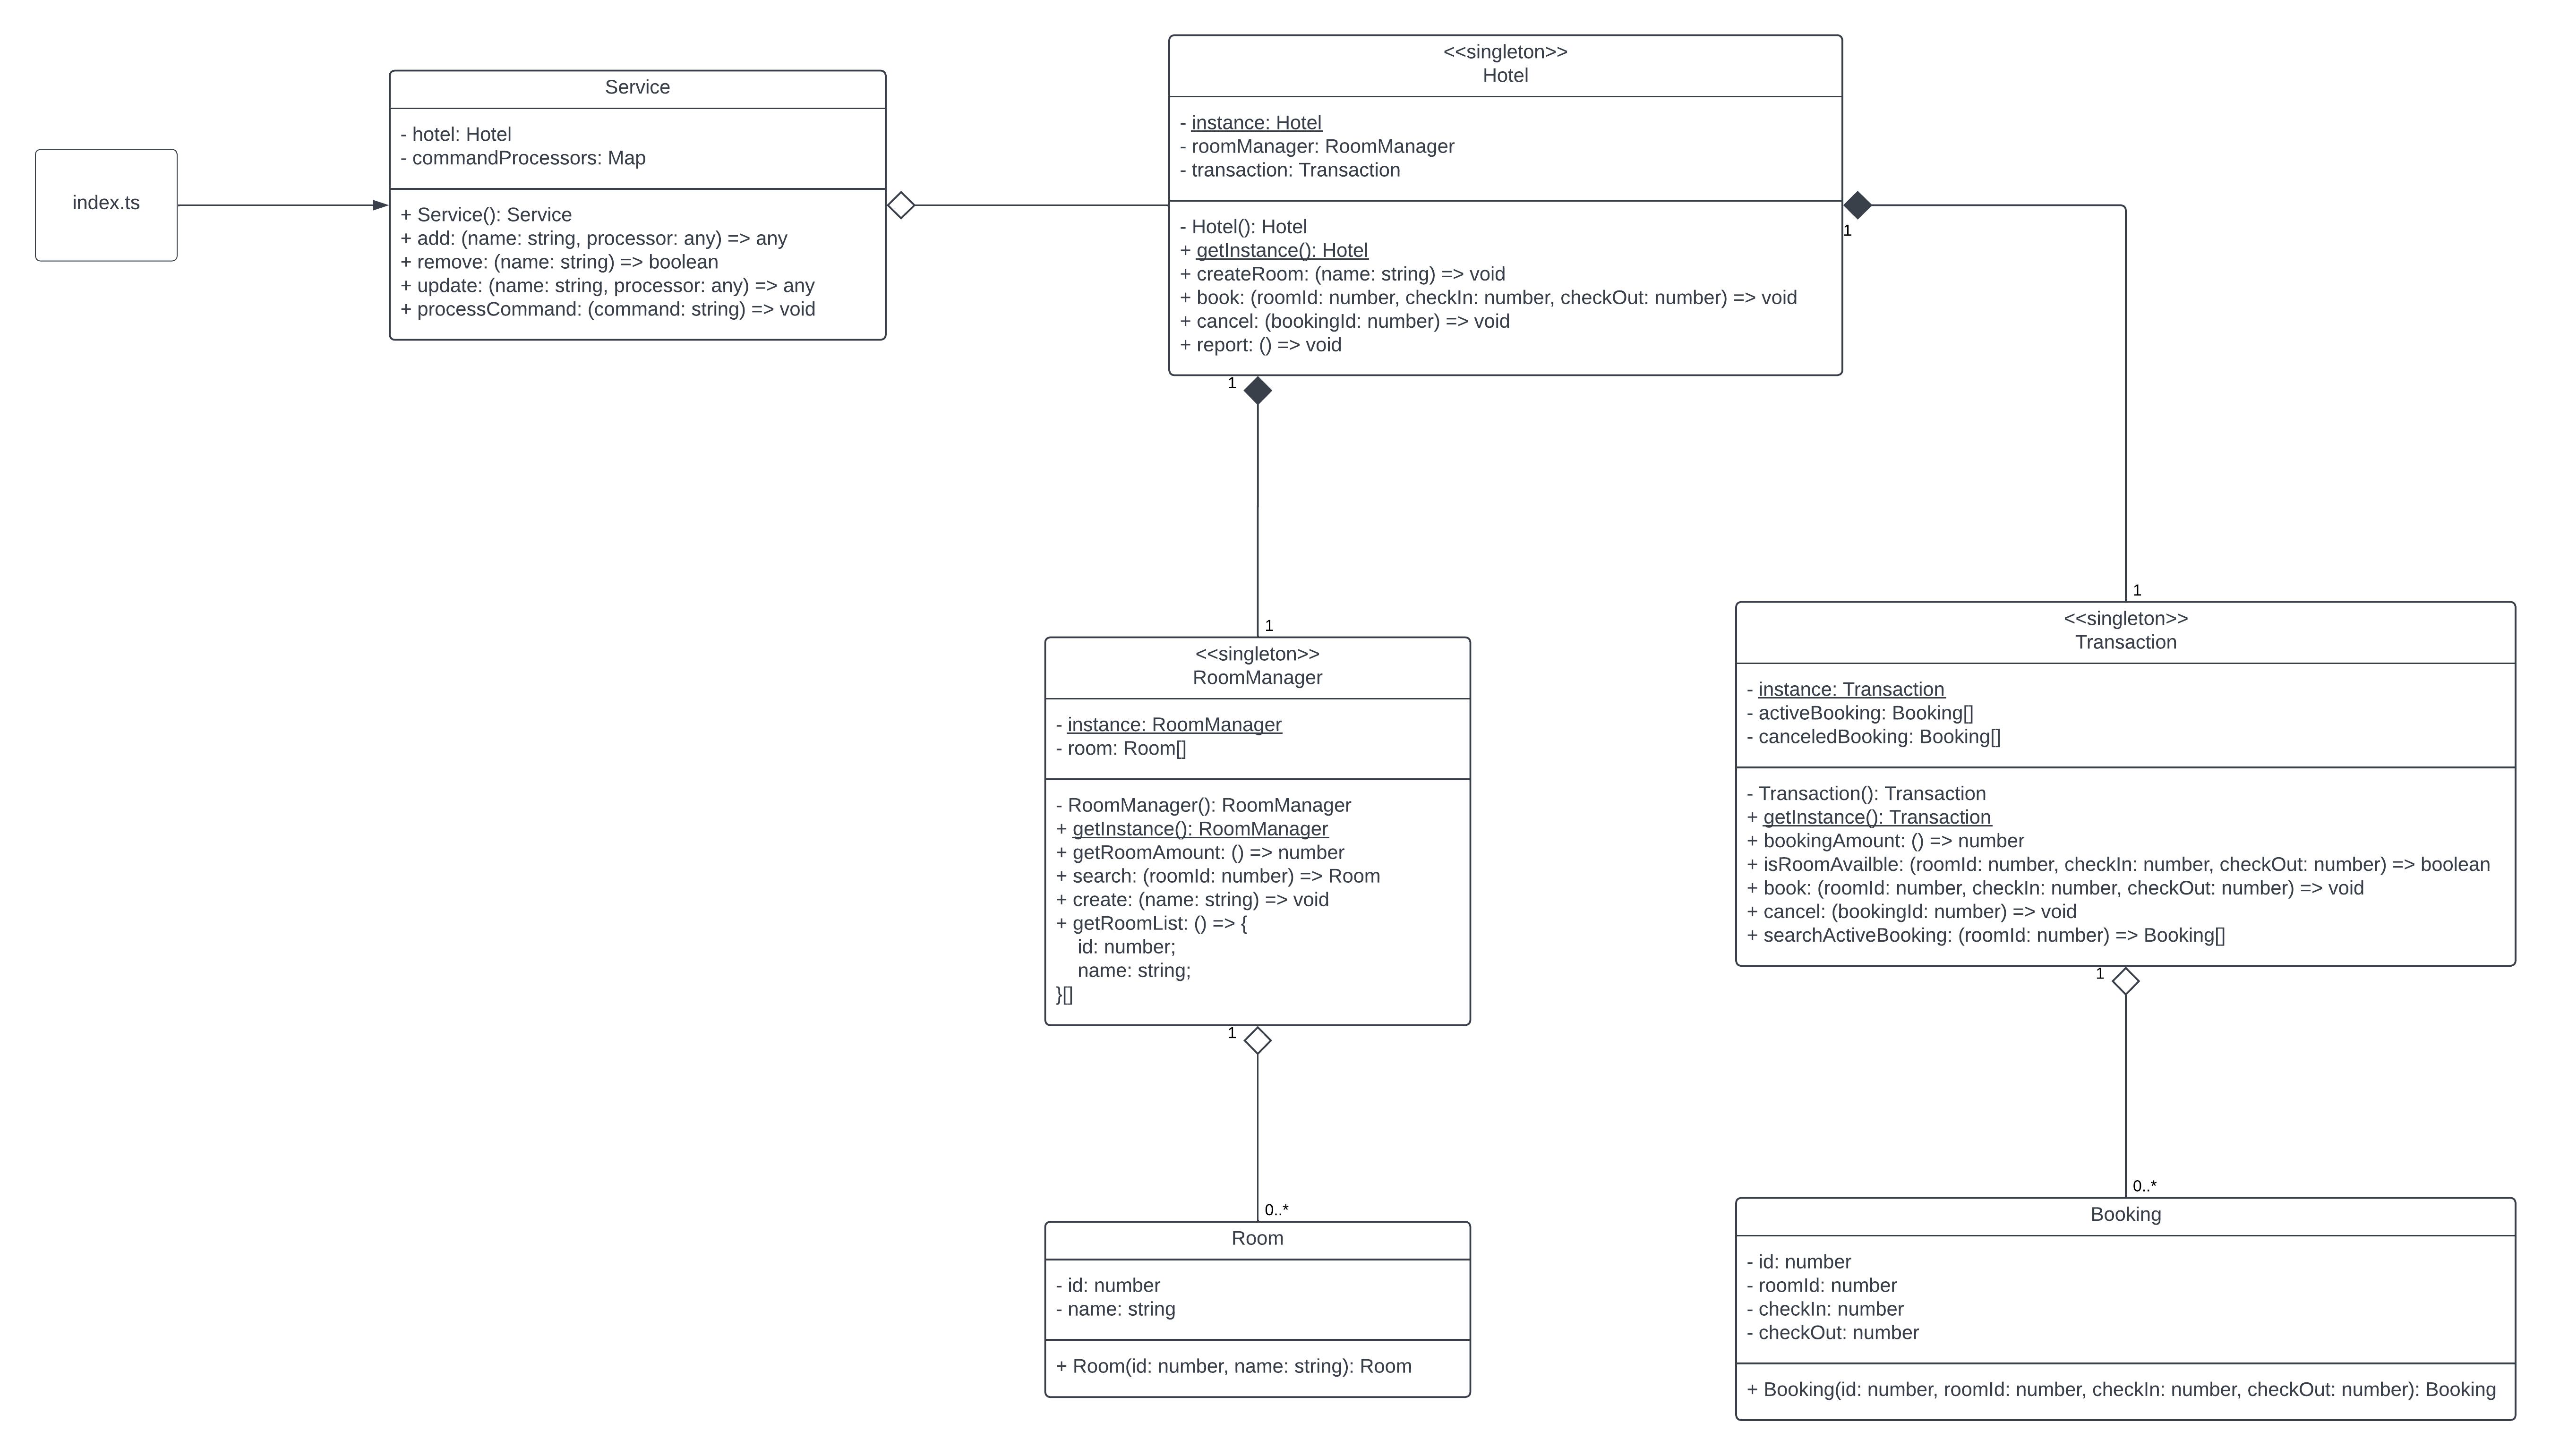 index.ts
Service
- hotel: Hotel
- commandProcessors: Map
+ Service(): Service
+ add: (name: string, processor: any) => any
+ remove: (name: string) => boolean
+ update: (name: string, processor: any) => any
+ processCommand: (command: string) => void
<<singleton>>
Hotel
- instance: Hotel
- roomManager: RoomManager
- transaction: Transaction
- Hotel(): Hotel
+ getInstance(): Hotel
+ createRoom: (name: string) => void
+ book: (roomId: number, checkIn: number, checkOut: number) => void
+ cancel: (bookingId: number) => void
+ report: () => void
1
1
1
1
<<singleton>>
RoomManager
- instance: RoomManager
- room: Room[]
- RoomManager(): RoomManager
+ getInstance(): RoomManager
+ getRoomAmount: () => number
+ search: (roomId: number) => Room
+ create: (name: string) => void
+ getRoomList: () => {
id: number;
name: string;
}[]
1
0..*
<<singleton>>
Transaction
- instance: Transaction
- activeBooking: Booking[]
- canceledBooking: Booking[]
- Transaction(): Transaction
+ getInstance(): Transaction
+ bookingAmount: () => number
+ isRoomAvailble: (roomId: number, checkIn: number, checkOut: number) => boolean
+ book: (roomId: number, checkIn: number, checkOut: number) => void
+ cancel: (bookingId: number) => void
+ searchActiveBooking: (roomId: number) => Booking[]
1
0..*
Room
- id: number
- name: string
+ Room(id: number, name: string): Room
Booking
- id: number
- roomId: number
- checkIn: number
- checkOut: number
+ Booking(id: number, roomId: number, checkIn: number, checkOut: number): Booking